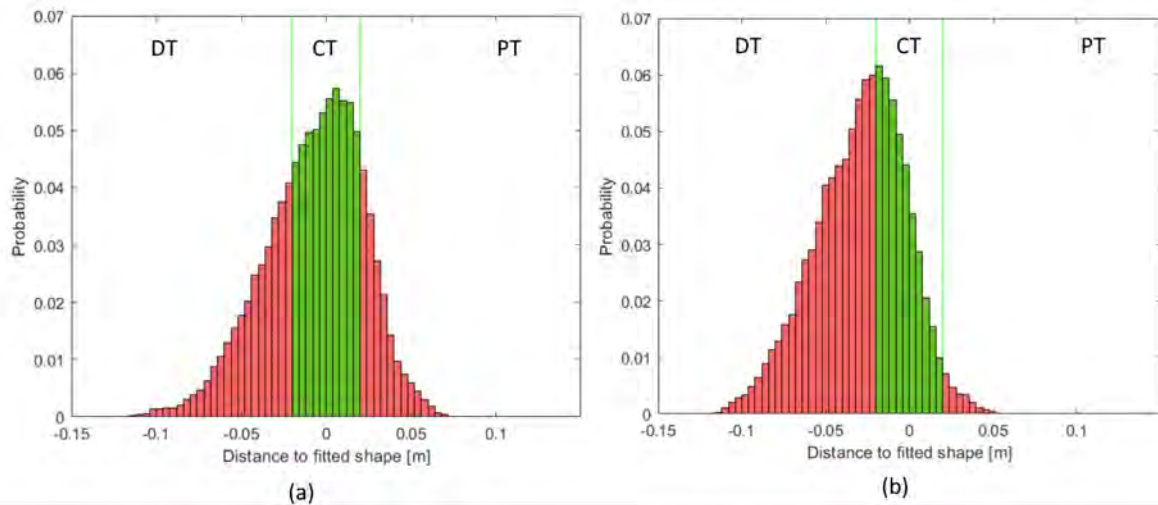 DT CT PT
0.07
0.06
0.05
0.04
0.03
0.02
0.01
0
Probability
-0.15 -0.1 -0.05 0 0.05 0.1
Distance to fitted shape [m]
(a)
DT CT PT
0.07
0.06
0.05
0.04
0.03
0.02
0.01
0
Probability
-0.15 -0.1 -0.05 0 0.05 0.1
Distance to fitted shape [m]
(b)